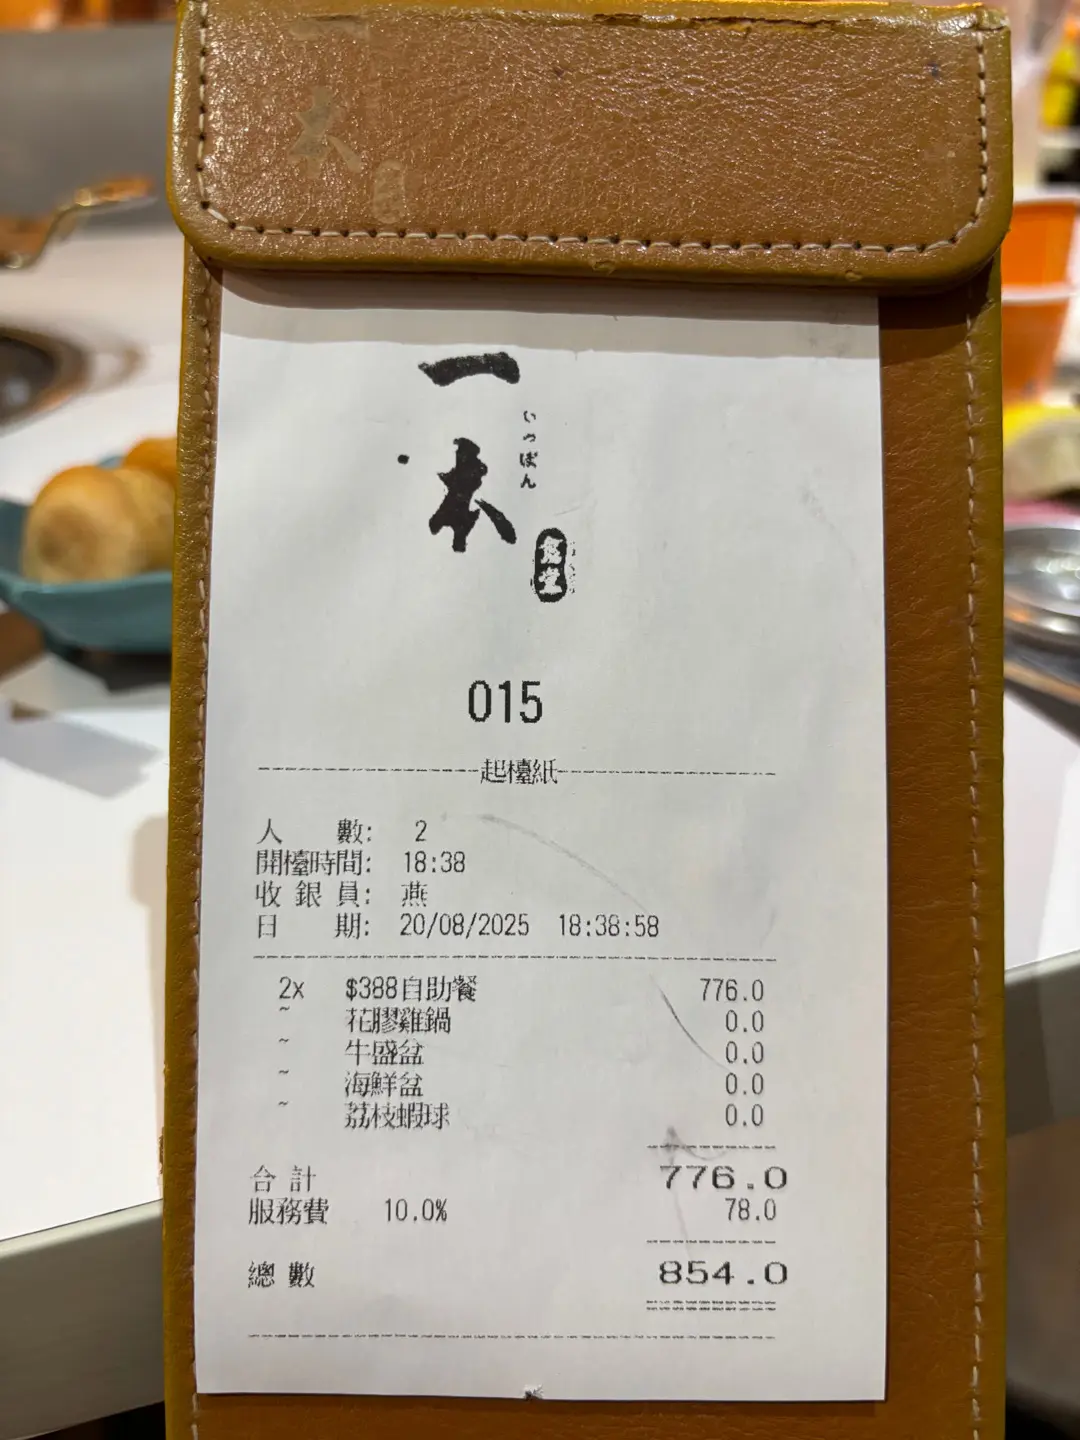 一本
いっぽん
食堂
015
起檯紙
人 數: 2
開檯時間: 18:38
收銀員: 燕
日 期: 20/08/2025 18:38:58
2x $388自助餐 776.0
~ 花膠雞鍋 0.0
~ 牛盛盆 0.0
~ 海鮮盆 0.0
~ 荔枝蝦球 0.0
合計 776.0
服務費 10.0% 78.0
總數 854.0